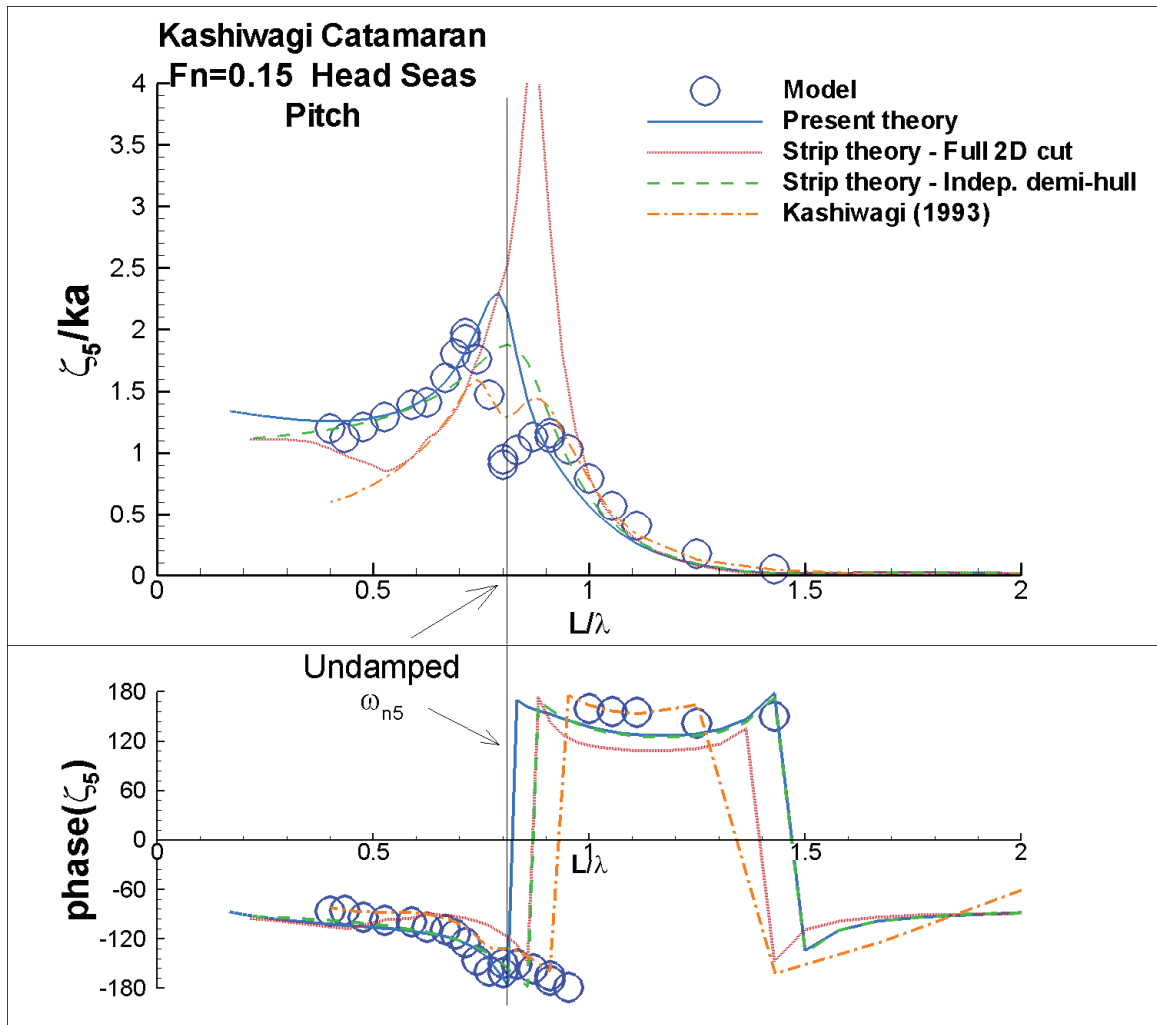 Kashiwagi Catamaran
Fn=0.15 Head Seas
Pitch
Model
Present theory
Strip theory - Full 2D cut
Strip theory - Indep. demi-hull
Kashiwagi (1993)
4
3.5
3
2.5
2
1.5
1
0.5
0
ζ₅/ka
0 0.5 1 1.5 2
L/λ
Undamped
ωₙ₅
180
120
60
0
-60
-120
-180
phase(ζ₅)
0 0.5 1 1.5 2
L/λ